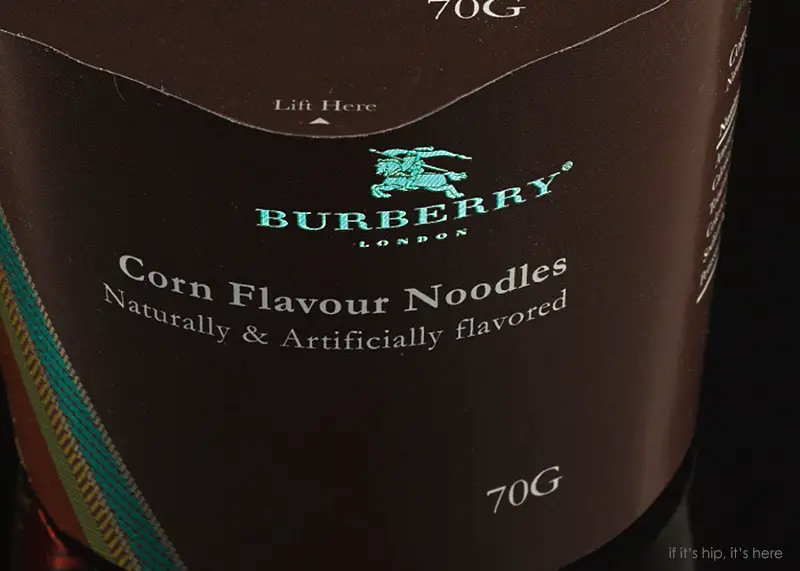 70G
Lift Here
BURBERRY®
LONDON
Corn Flavour Noodles
Naturally & Artificially flavored
70G
if it's hip, it's here